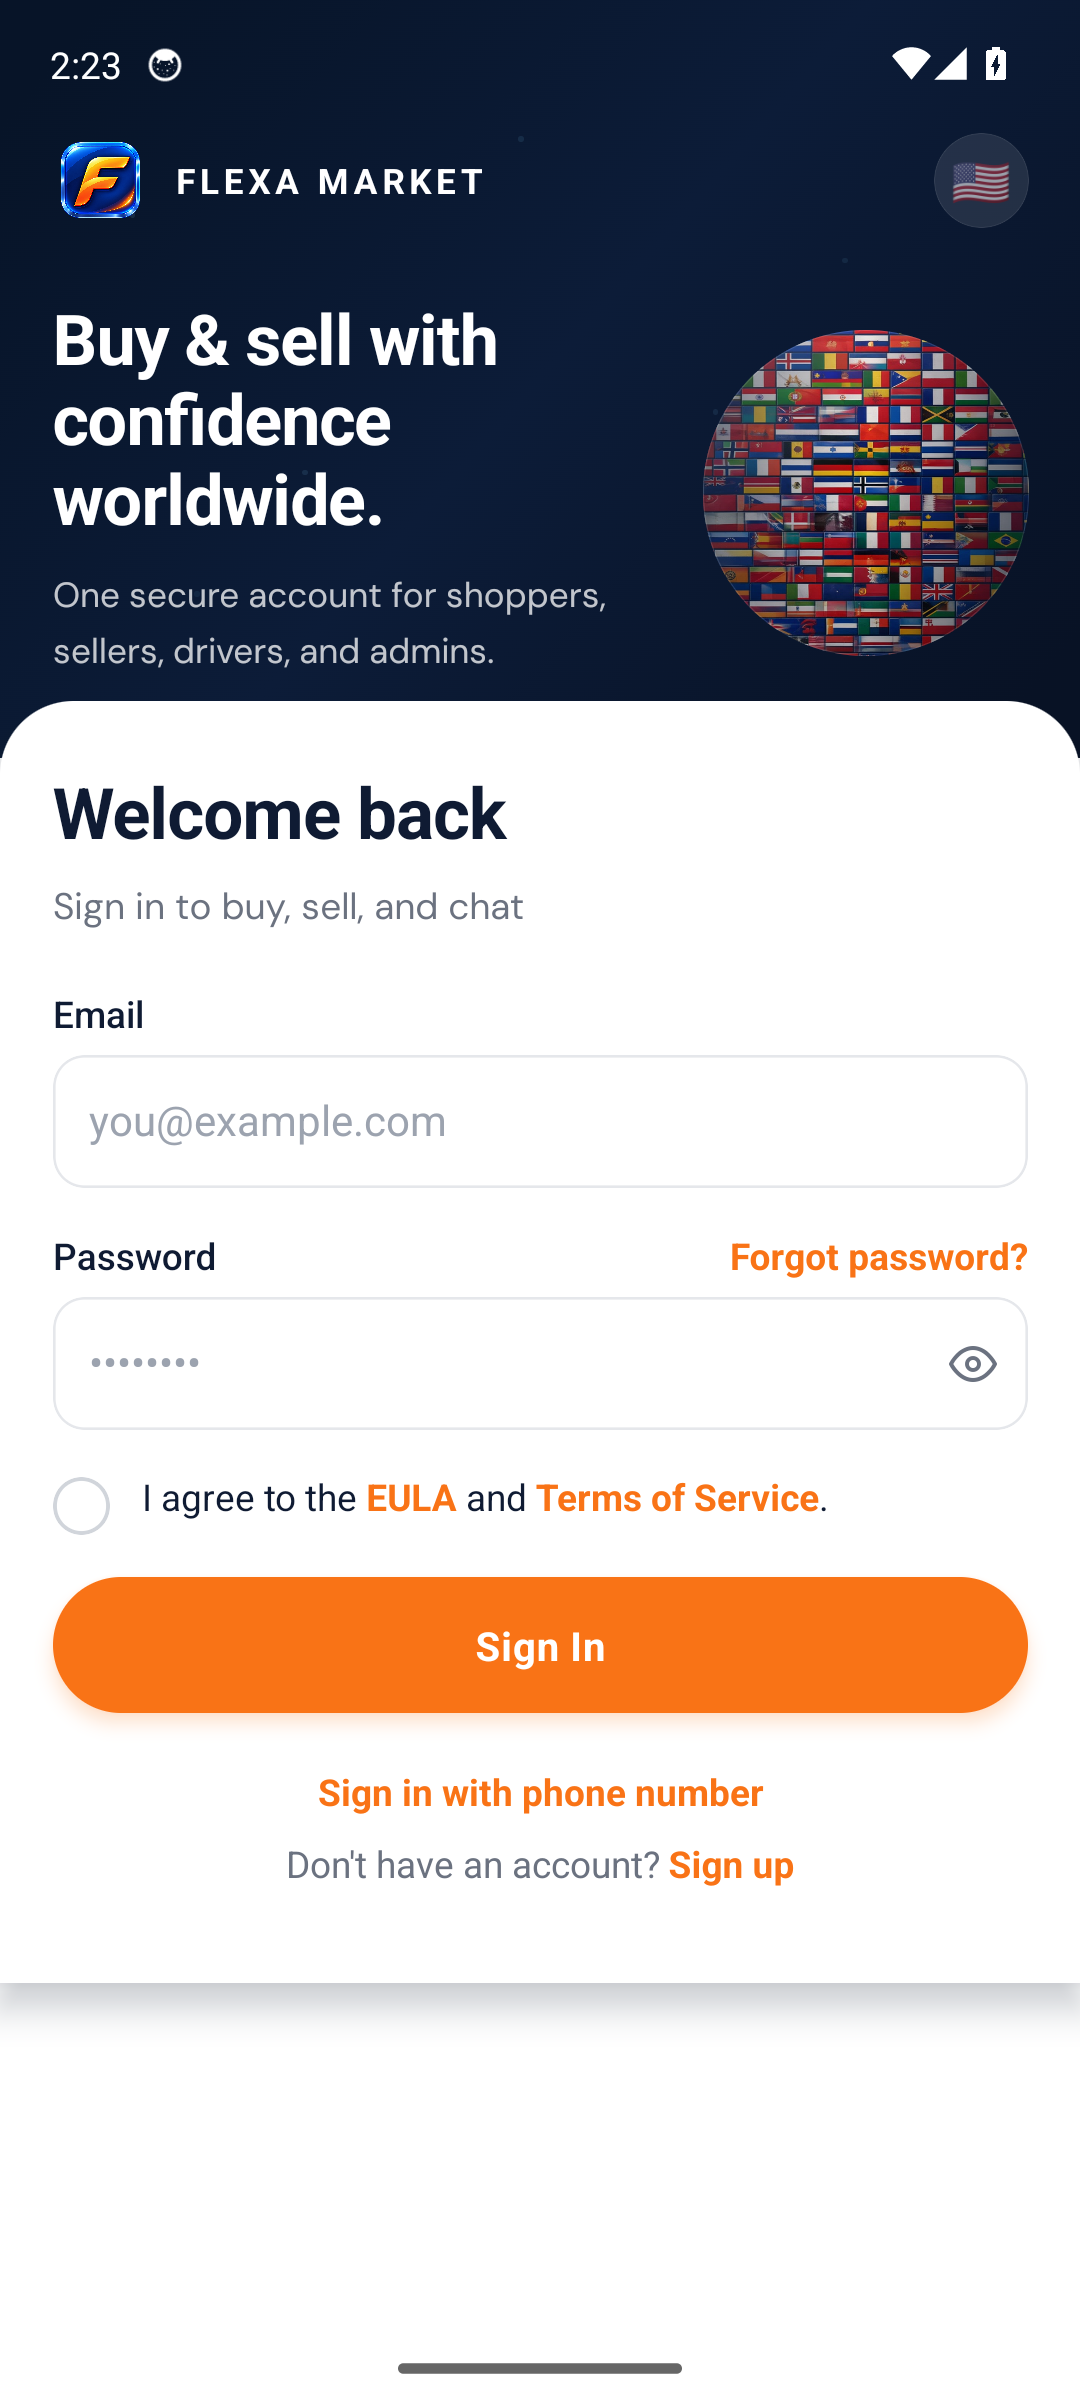 2:23
FLEXA MARKET
Buy & sell with
confidence
worldwide.
One secure account for shoppers,
sellers, drivers, and admins.
Welcome back
Sign in to buy, sell, and chat
Email
you@example.com
Password
Forgot password?
••••••••
I agree to the EULA and Terms of Service.
Sign In
Sign in with phone number
Don't have an account? Sign up